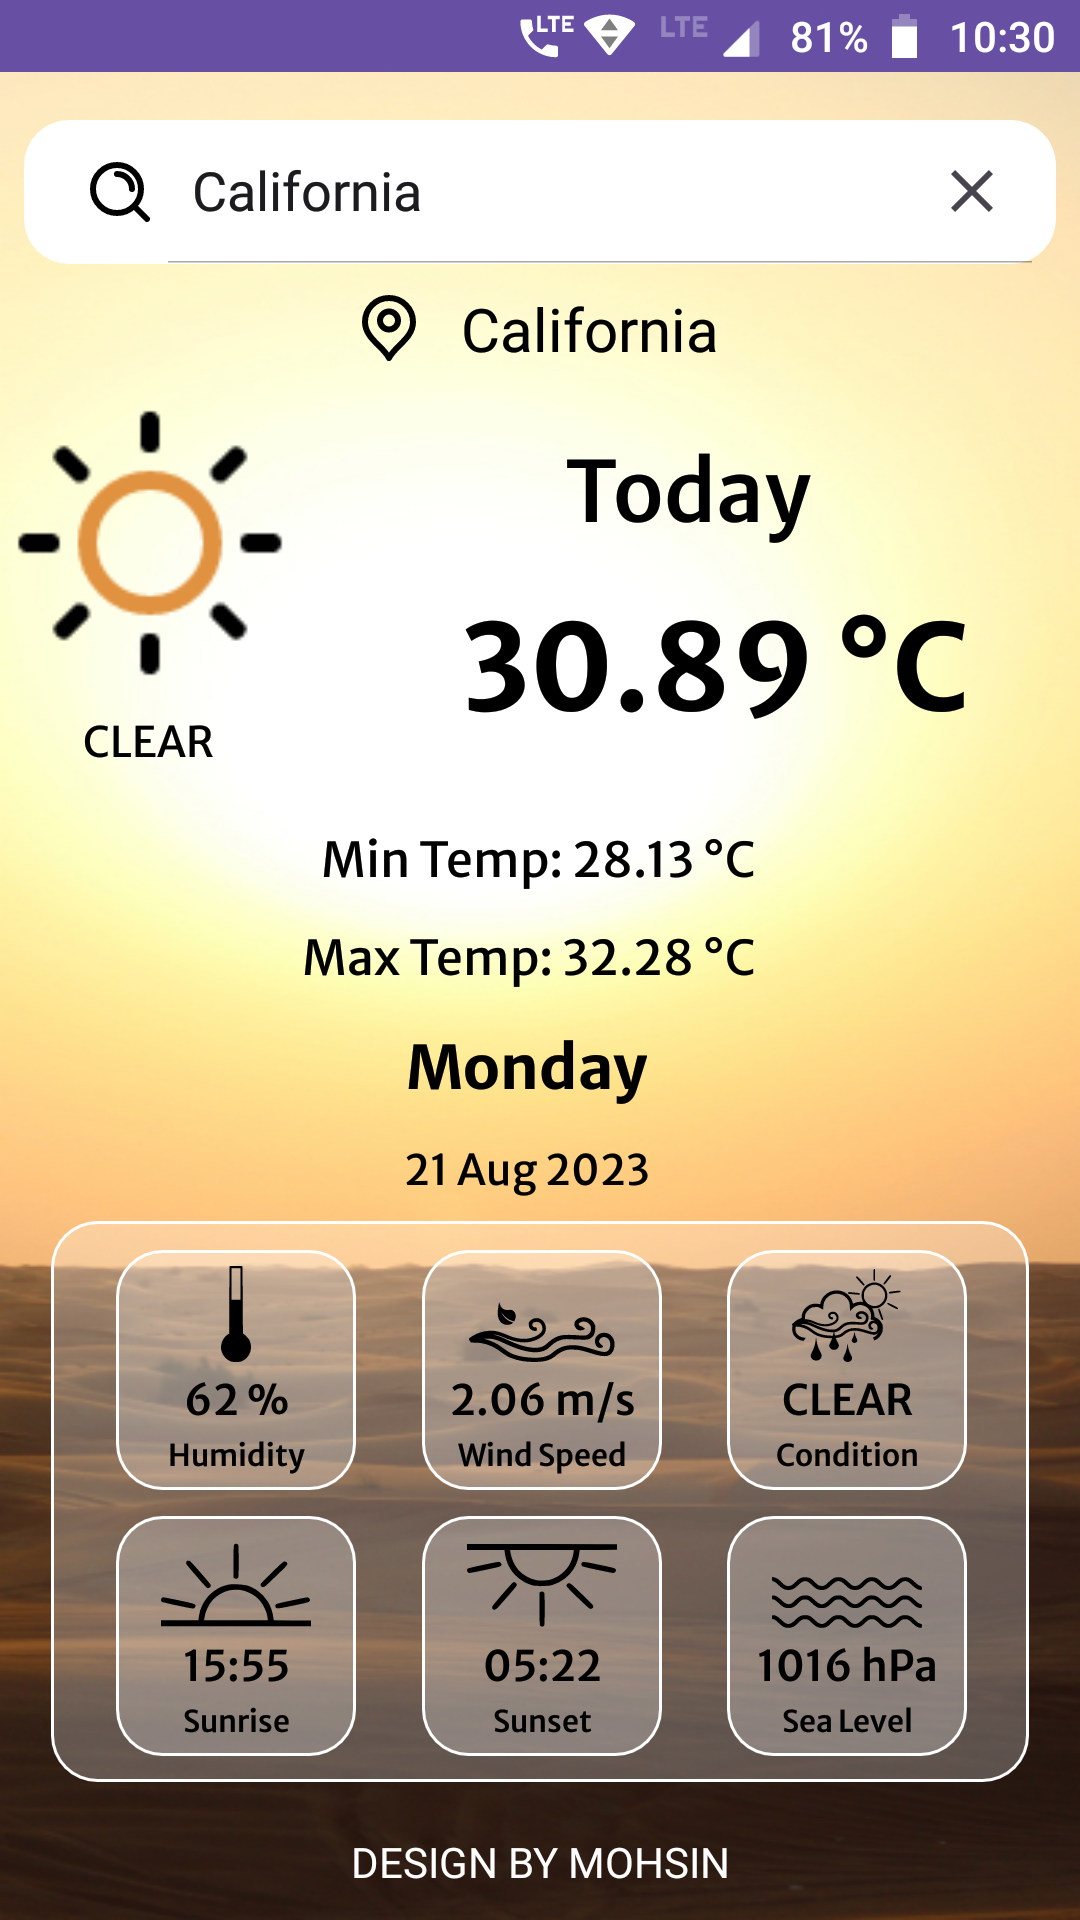 LTE LTE 81% 10:30
California
California
Today
30.89 °C
CLEAR
Min Temp: 28.13 °C
Max Temp: 32.28 °C
Monday
21 Aug 2023
62 % 2.06 m/s CLEAR
Humidity Wind Speed Condition
15:55 05:22 1016 hPa
Sunrise Sunset Sea Level
DESIGN BY MOHSIN